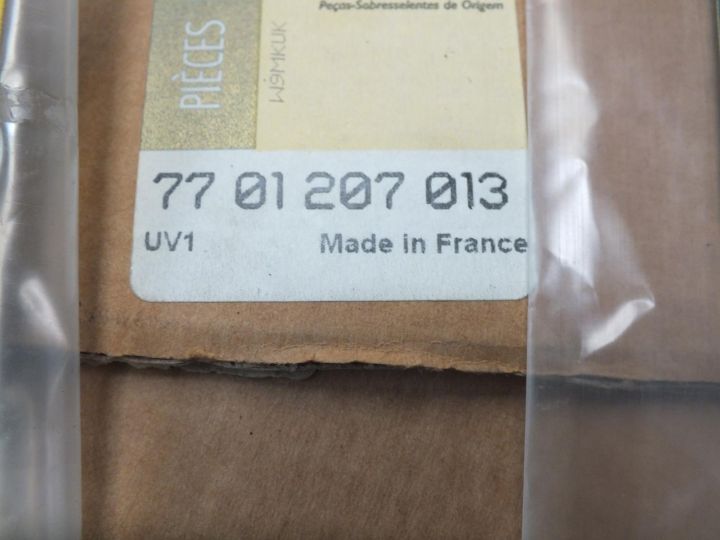 Peças-Sobresselentes de Origem
PIÈCES
W9MKUK
77 01 207 013
UV1
Made in France